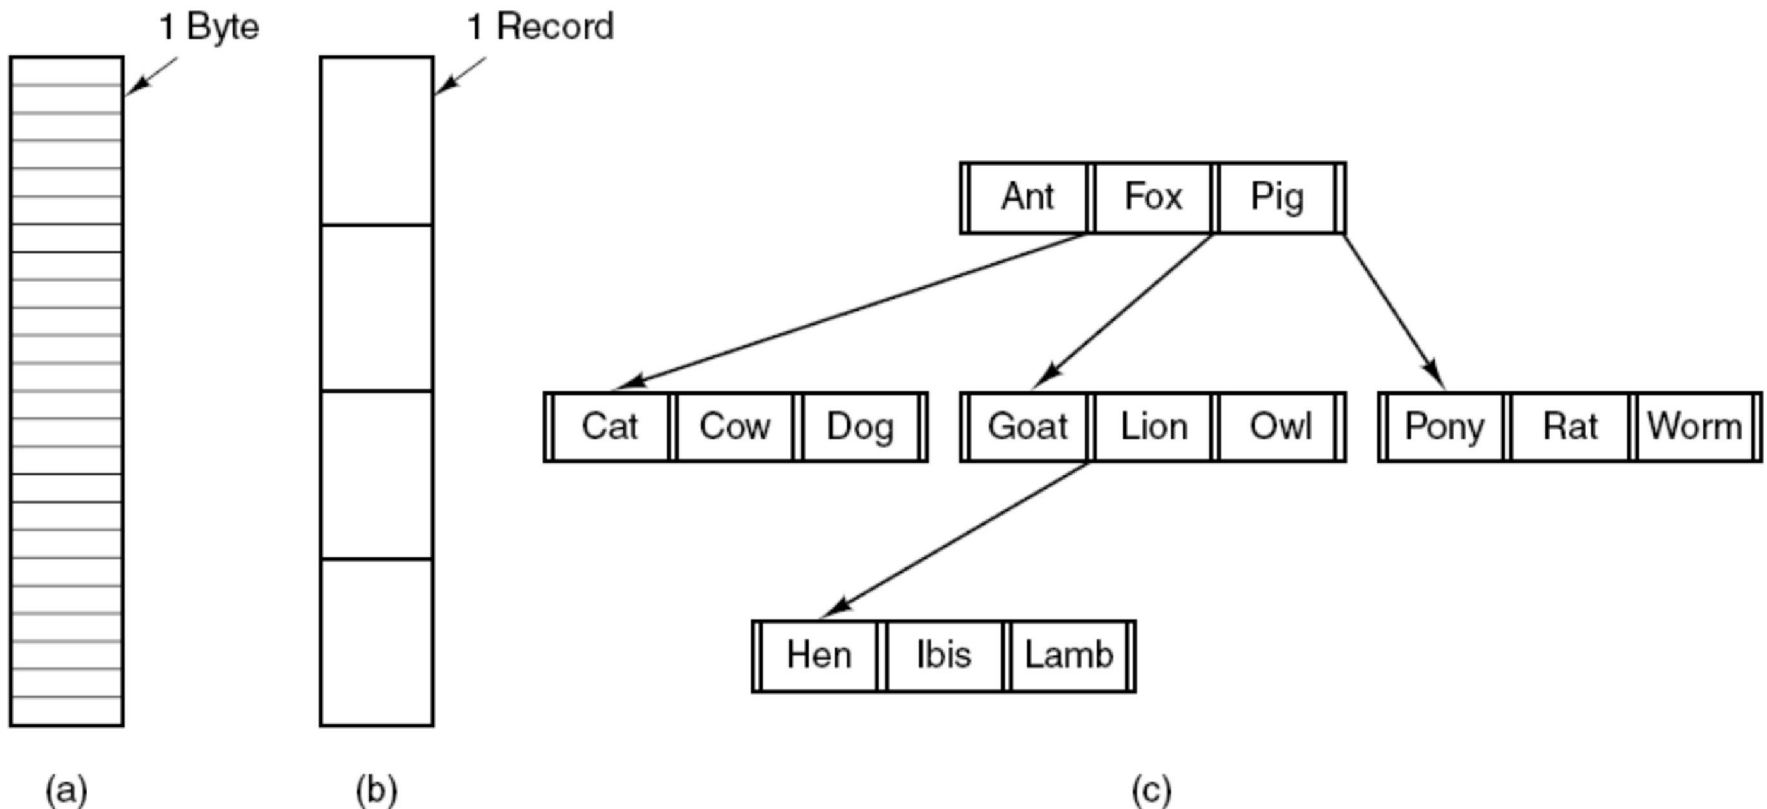 1 Byte
1 Record
Ant Fox Pig
Cat Cow Dog
Goat Lion Owl
Pony Rat Worm
Hen Ibis Lamb
(a)
(b)
(c)